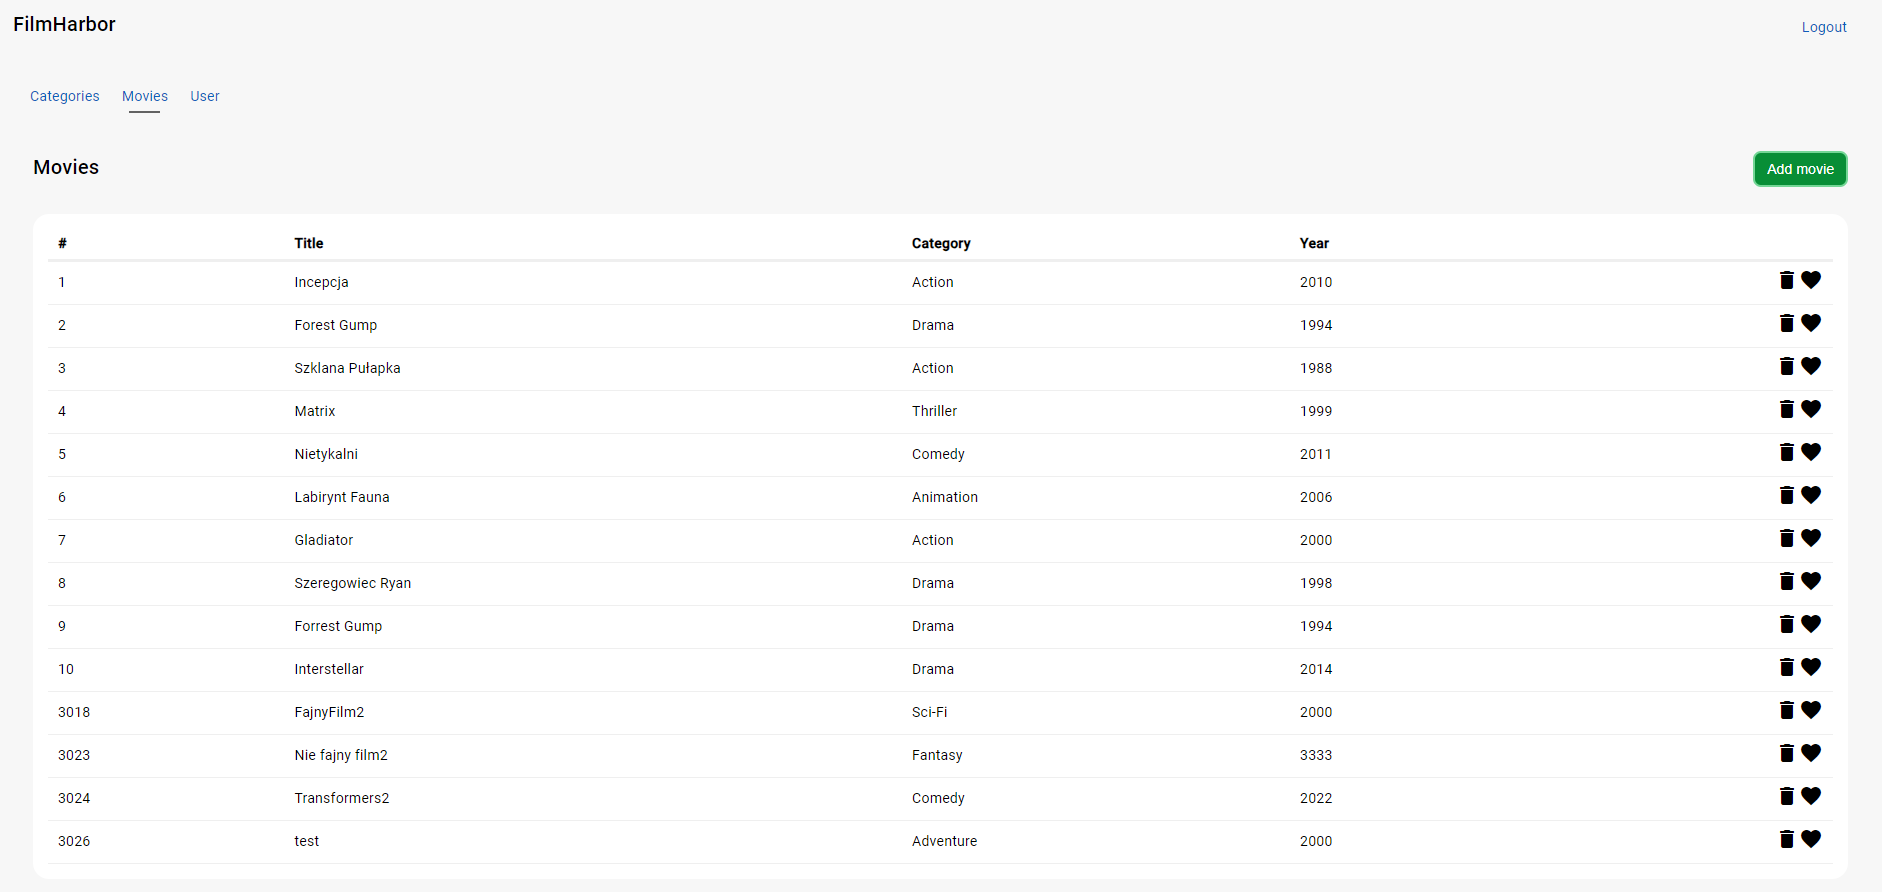 FilmHarbor
Logout
Categories Movies User
Movies
Add movie
# Title Category Year
1 Incepcja Action 2010
2 Forest Gump Drama 1994
3 Szklana Pułapka Action 1988
4 Matrix Thriller 1999
5 Nietykalni Comedy 2011
6 Labirynt Fauna Animation 2006
7 Gladiator Action 2000
8 Szeregowiec Ryan Drama 1998
9 Forrest Gump Drama 1994
10 Interstellar Drama 2014
3018 FajnyFilm2 Sci-Fi 2000
3023 Nie fajny film2 Fantasy 3333
3024 Transformers2 Comedy 2022
3026 test Adventure 2000